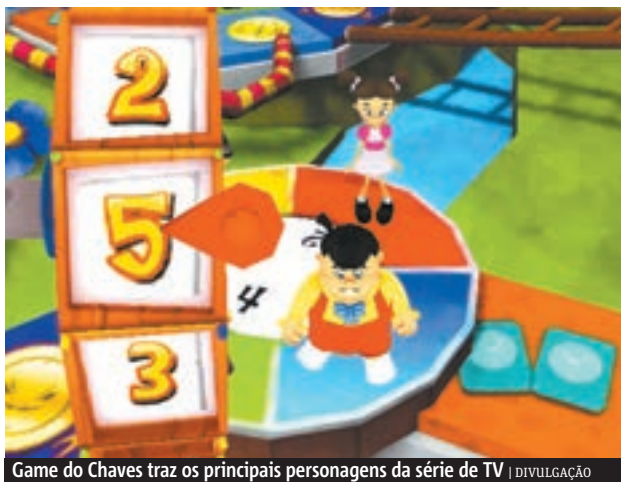 2
5
4
3
Game do Chaves traz os principais personagens da série de TV | DIVULGAÇÃO